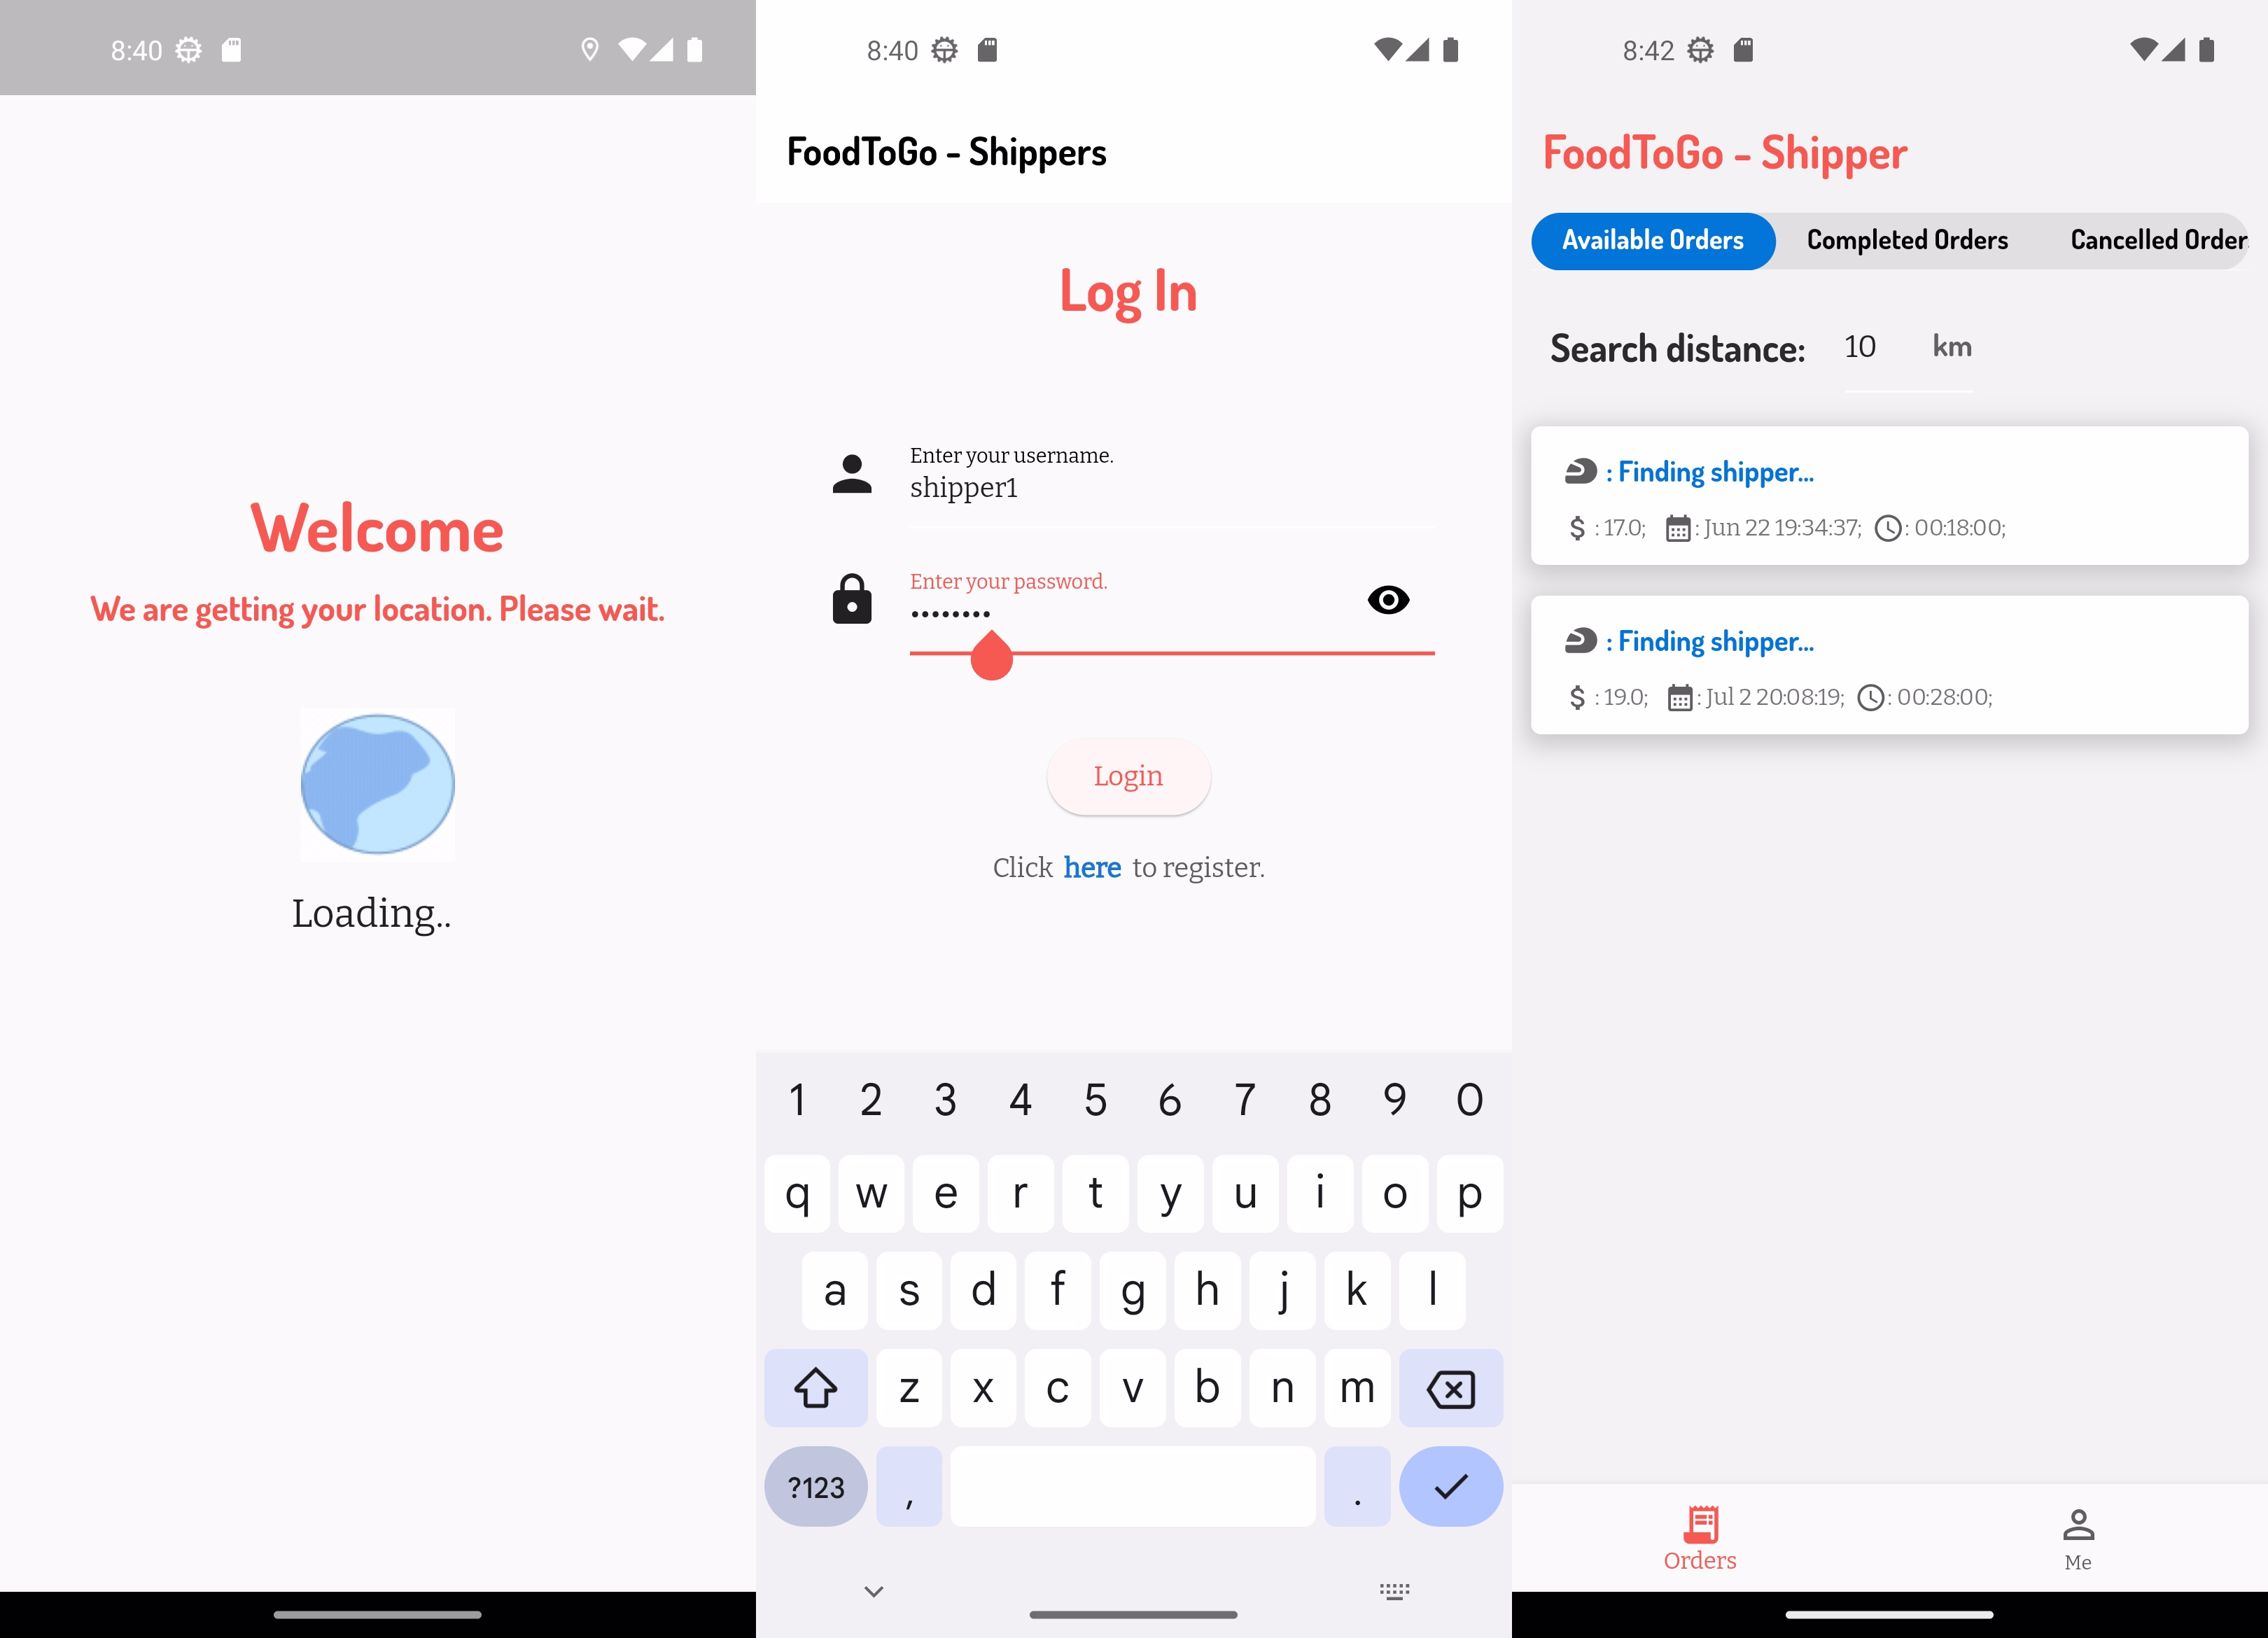 8:40
Welcome
We are getting your location. Please wait.
Loading..
8:40
FoodToGo - Shippers
Log In
Enter your username.
shipper1
Enter your password.
••••••••
Login
Click here to register.
1 2 3 4 5 6 7 8 9 0
q w e r t y u i o p
a s d f g h j k l
z x c v b n m
?123 , .
8:42
FoodToGo - Shipper
Available Orders Completed Orders Cancelled Order
Search distance: 10 km
: Finding shipper...
$ : 17.0; : Jun 22 19:34:37; : 00:18:00;
: Finding shipper...
$ : 19.0; : Jul 2 20:08:19; : 00:28:00;
Orders Me